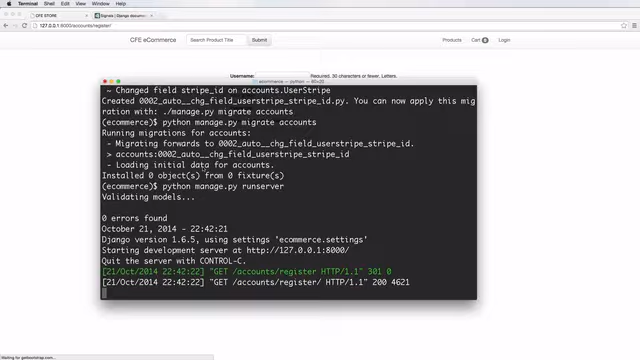 Terminal Shell Edit View Window Help
CFE STORE
Signals | Django documen
127.0.0.1:8000/accounts/register/
CFE eCommerce Search Product Title Submit Products Cart Login
Username: Required. 30 characters or fewer. Letters,
ecommerce — python — 80×20
~ Changed field stripe_id on accounts.UserStripe
Created 0002_auto__chg_field_userstripe_stripe_id.py. You can now apply this mig
ration with: ./manage.py migrate accounts
(ecommerce)$ python manage.py migrate accounts
Running migrations for accounts:
- Migrating forwards to 0002_auto__chg_field_userstripe_stripe_id.
> accounts:0002_auto__chg_field_userstripe_stripe_id
- Loading initial data for accounts.
Installed 0 object(s) from 0 fixture(s)
(ecommerce)$ python manage.py runserver
Validating models...
0 errors found
October 21, 2014 - 22:42:21
Django version 1.6.5, using settings 'ecommerce.settings'
Starting development server at http://127.0.0.1:8000/
Quit the server with CONTROL-C.
[21/Oct/2014 22:42:22] "GET /accounts/register HTTP/1.1" 301 0
[21/Oct/2014 22:42:22] "GET /accounts/register/ HTTP/1.1" 200 4621
Waiting for getbootstrap.com...